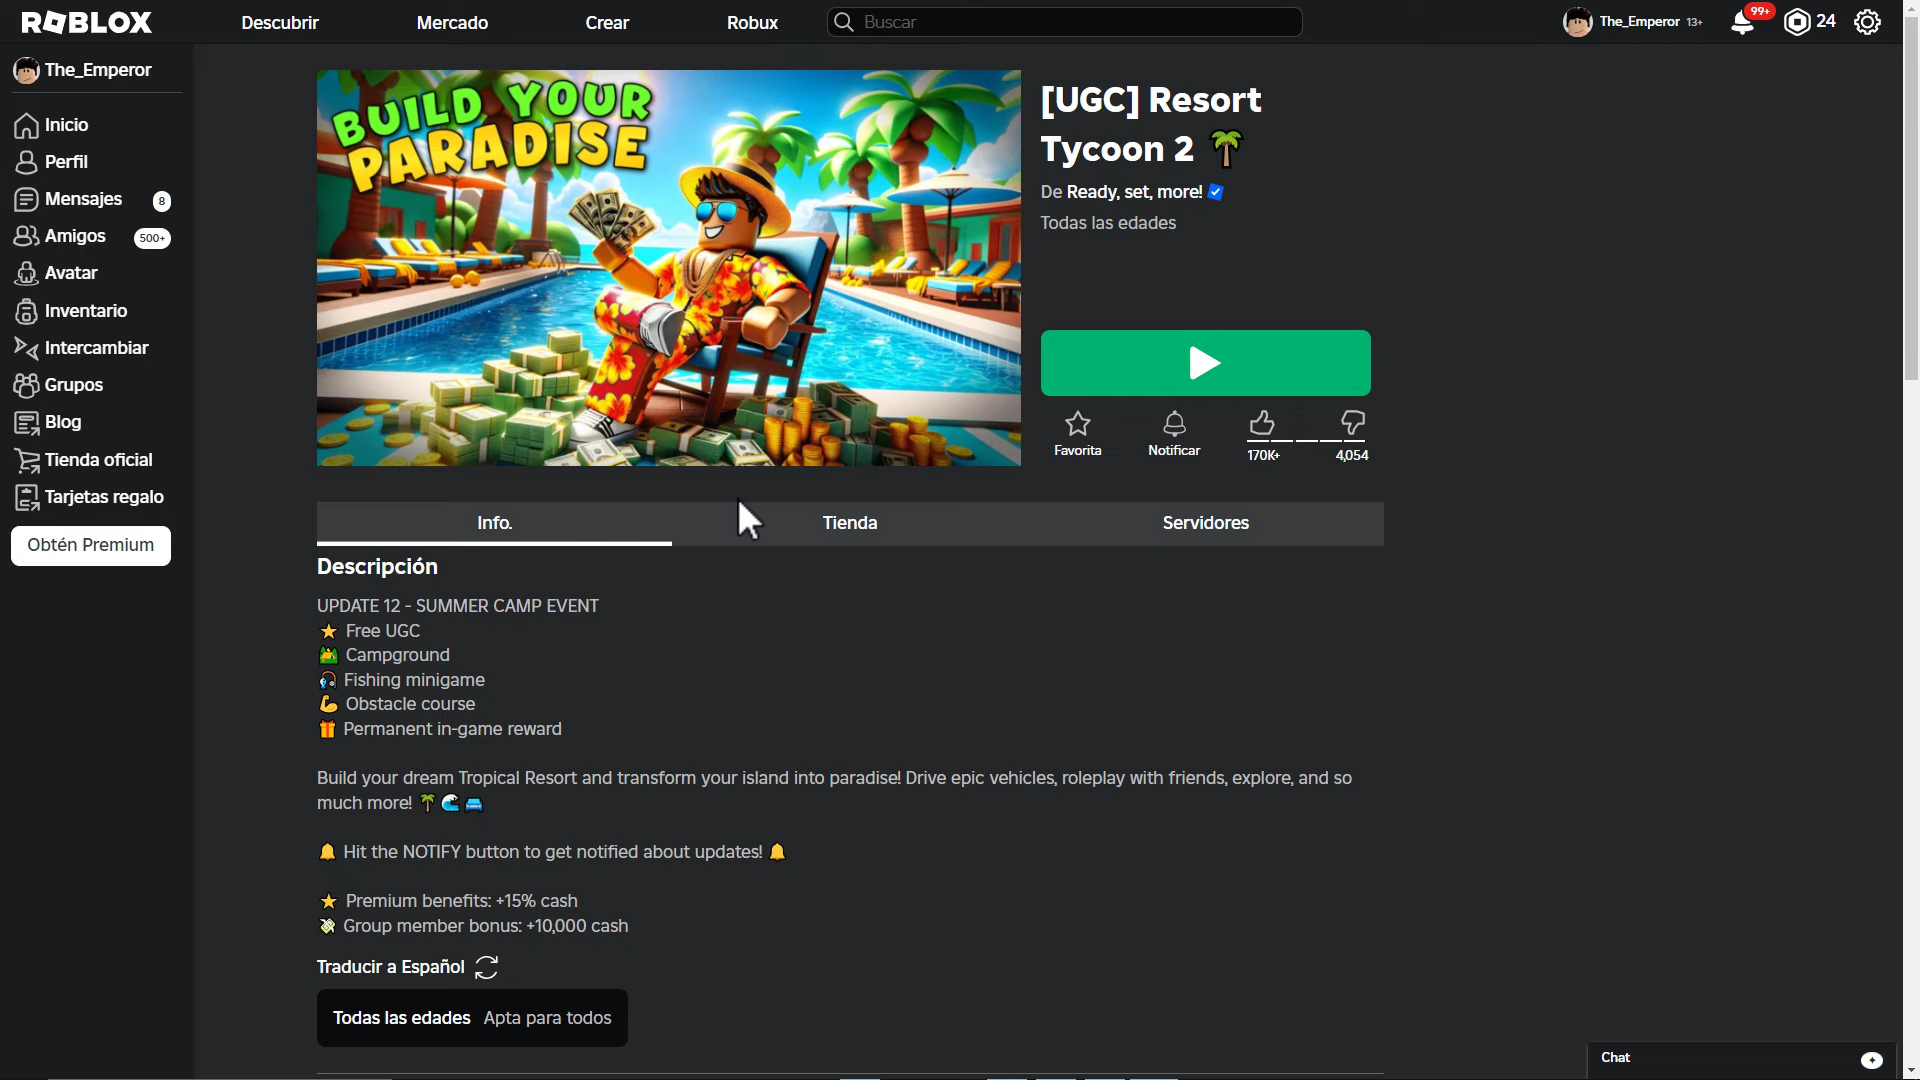 ROBLOX
Descubrir
Mercado
Crear
Robux
Buscar
The_Emperor 13+
99+
24
The_Emperor
Inicio
Perfil
Mensajes 8
Amigos 500+
Avatar
Inventario
Intercambiar
Grupos
Blog
Tienda oficial
Tarjetas regalo
Obtén Premium
BUILD YOUR
PARADISE
[UGC] Resort
Tycoon 2
De Ready, set, more!
Todas las edades
Favorita
Notificar
170K+
4,054
Info.
Tienda
Servidores
Descripción
UPDATE 12 - SUMMER CAMP EVENT
⭐ Free UGC
🏕️ Campground
🎣 Fishing minigame
💪 Obstacle course
🎁 Permanent in-game reward
Build your dream Tropical Resort and transform your island into paradise! Drive epic vehicles, roleplay with friends, explore, and so
much more! 🌴🌊🚘
🔔 Hit the NOTIFY button to get notified about updates! 🔔
⭐ Premium benefits: +15% cash
💸 Group member bonus: +10,000 cash
Traducir a Español
Todas las edades Apta para todos
Chat